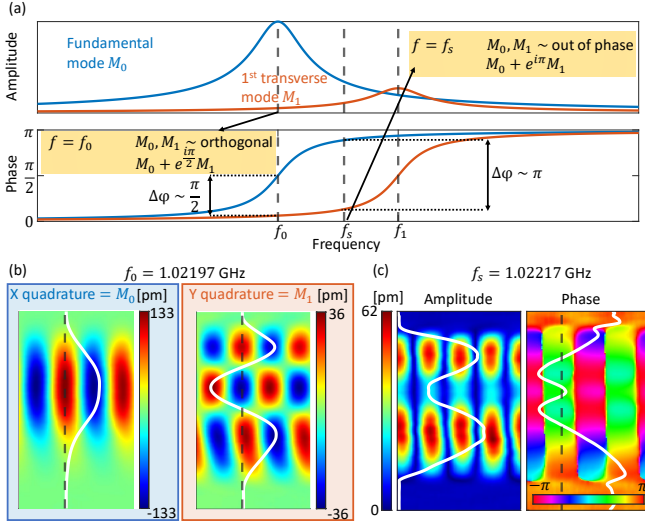 (a)
Amplitude
Fundamental
mode M₀
1ˢᵗ transverse
mode M₁
f = fₛ M₀, M₁ ~ out of phase
M₀ + e^{iπ}M₁
Phase
π
π/2
0
f = f₀ M₀, M₁ ~ orthogonal
M₀ + e^{iπ/2}M₁
Δφ ~ π/2
Δφ ~ π
f₀
fₛ
f₁
Frequency
(b)
f₀ = 1.02197 GHz
X quadrature = M₀ [pm]
133
-133
Y quadrature = M₁ [pm]
36
-36
(c)
fₛ = 1.02217 GHz
[pm]
Amplitude
Phase
62
0
−π
π